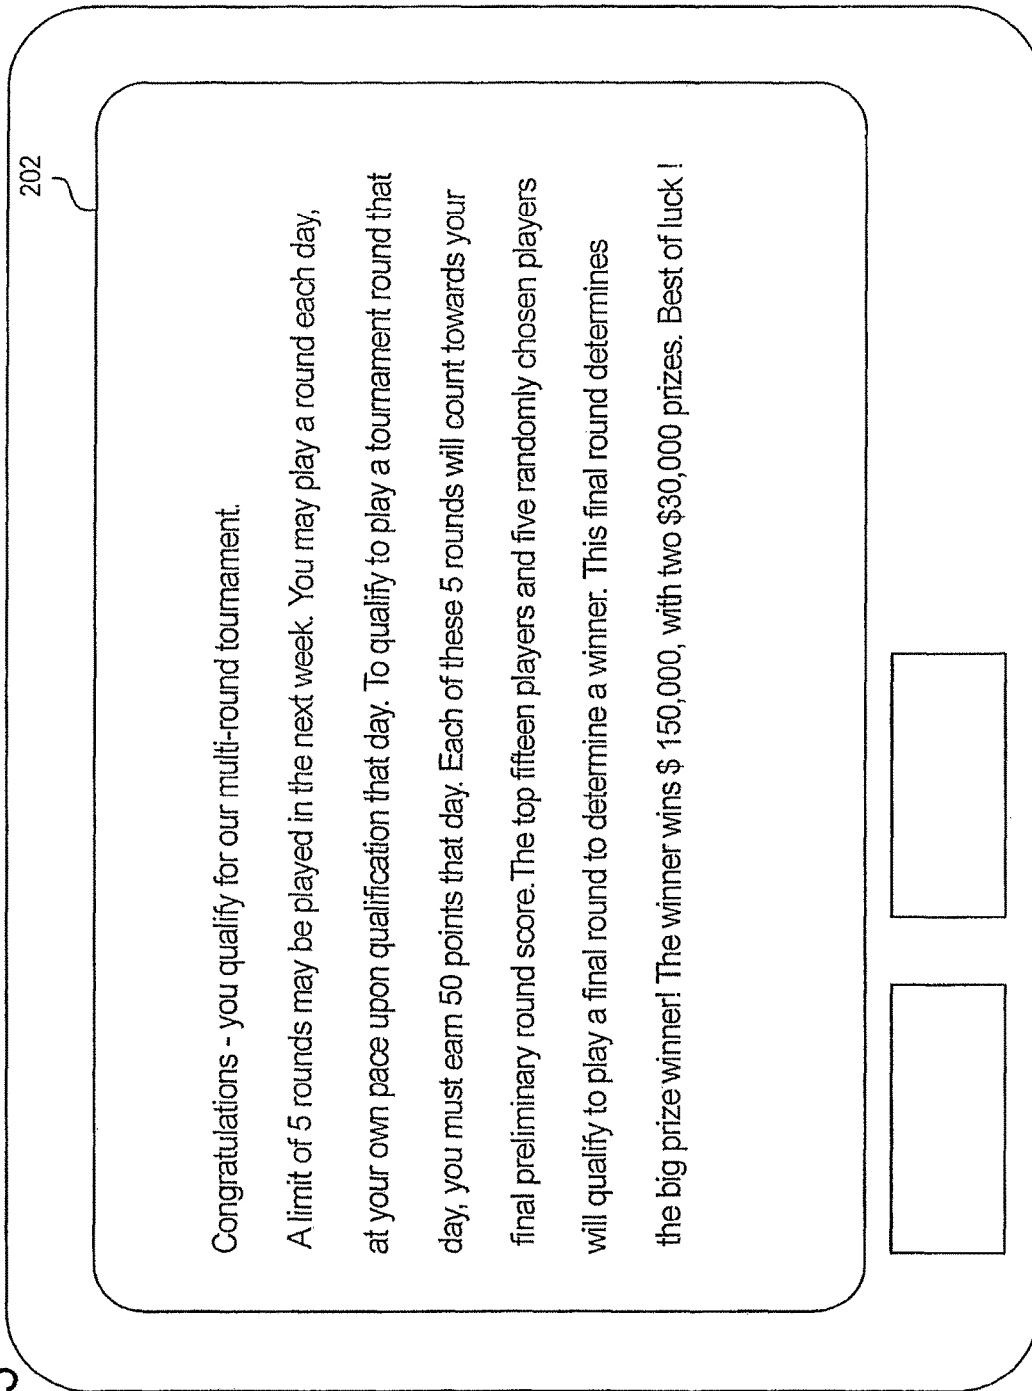 202
Congratulations - you qualify for our multi-round tournament.
A limit of 5 rounds may be played in the next week. You may play a round each day,
at your own pace upon qualification that day. To qualify to play a tournament round that
day, you must earn 50 points that day. Each of these 5 rounds will count towards your
final preliminary round score. The top fifteen players and five randomly chosen players
will qualify to play a final round to determine a winner. This final round determines
the big prize winner! The winner wins $ 150,000, with two $30,000 prizes. Best of luck !